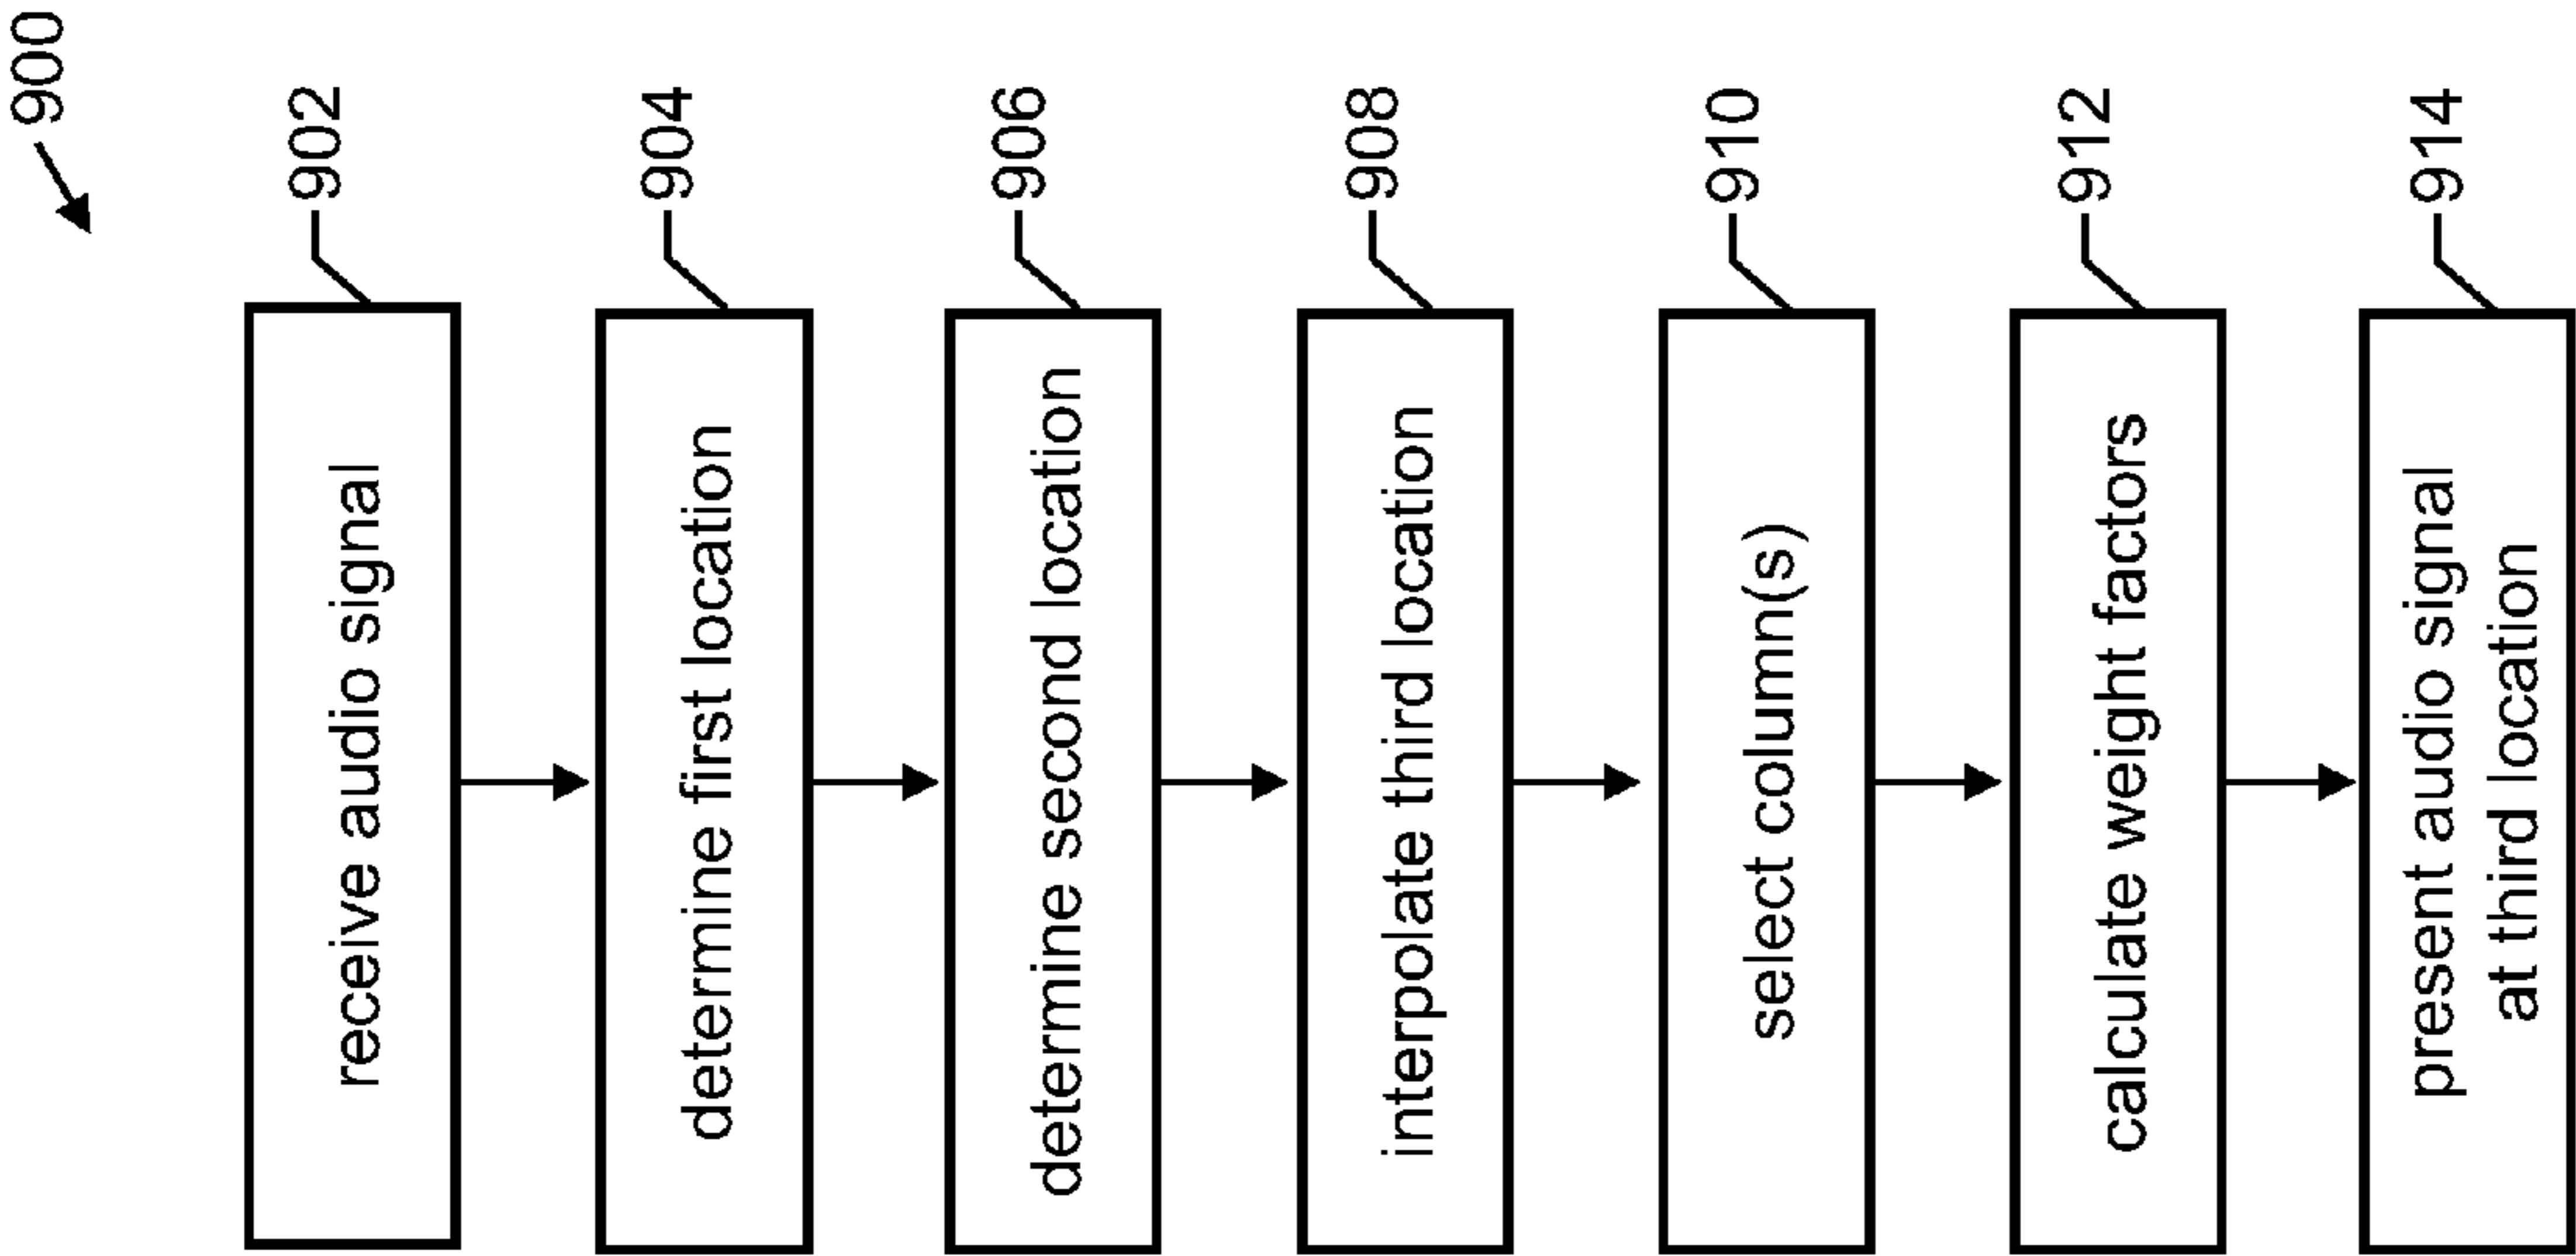 900
receive audio signal
902
determine first location
904
determine second location
906
interpolate third location
908
select column(s)
910
calculate weight factors
912
present audio signal
at third location
914